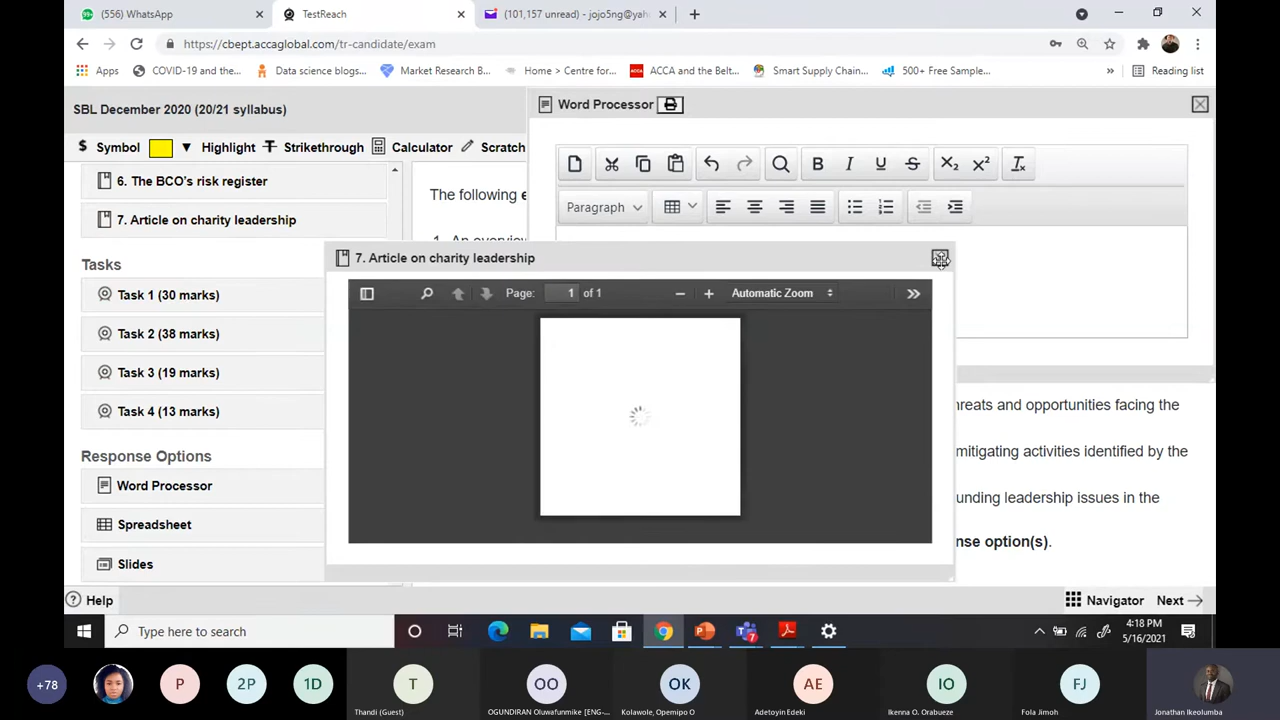 (556) WhatsApp
TestReach
(101,157 unread) - jojo5ng@yah
https://cbept.accaglobal.com/tr-candidate/exam
Apps
COVID-19 and the...
Data science blogs...
Market Research B...
Home > Centre for...
ACCA and the Belt...
Smart Supply Chain...
500+ Free Sample...
»
Reading list
SBL December 2020 (20/21 syllabus)
Word Processor
$ Symbol
Highlight
T Strikethrough
Calculator
Scratch
B I U S X₂ X² Tx
6. The BCO's risk register
7. Article on charity leadership
The following e
Paragraph
1. An overview
Tasks
Task 1 (30 marks)
Task 2 (38 marks)
Task 3 (19 marks)
Task 4 (13 marks)
7. Article on charity leadership
Page: 1 of 1
Automatic Zoom
»
hreats and opportunities facing the
mitigating activities identified by the
unding leadership issues in the
nse option(s).
Response Options
Word Processor
Spreadsheet
Slides
Help
Navigator
Next
Type here to search
4:18 PM
5/16/2021
+78
P
2P
1D
T
OO
OK
AE
IO
FJ
Thandi (Guest)
OGUNDIRAN Oluwafunmike [ENG-...
Kolawole, Opemipo O
Adetoyin Edeki
Ikenna O. Orabueze
Fola Jimoh
Jonathan Ikeolumba